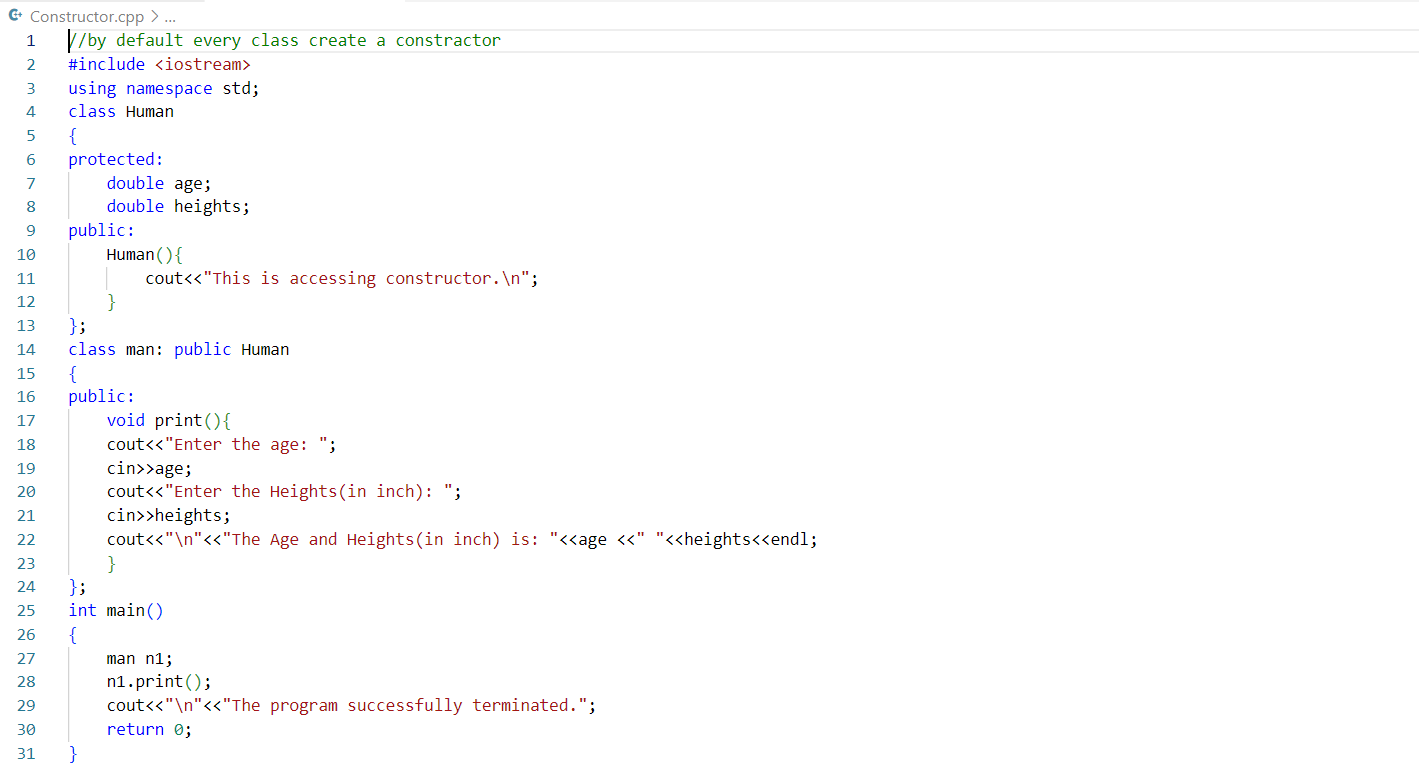 Constructor.cpp > ...
1 //by default every class create a constractor
2 #include <iostream>
3 using namespace std;
4 class Human
5 {
6 protected:
7     double age;
8     double heights;
9 public:
10     Human(){
11         cout<<"This is accessing constructor.\n";
12     }
13 };
14 class man: public Human
15 {
16 public:
17     void print(){
18     cout<<"Enter the age: ";
19     cin>>age;
20     cout<<"Enter the Heights(in inch): ";
21     cin>>heights;
22     cout<<"\n"<<"The Age and Heights(in inch) is: "<<age <<" "<<heights<<endl;
23     }
24 };
25 int main()
26 {
27     man n1;
28     n1.print();
29     cout<<"\n"<<"The program successfully terminated.";
30     return 0;
31 }